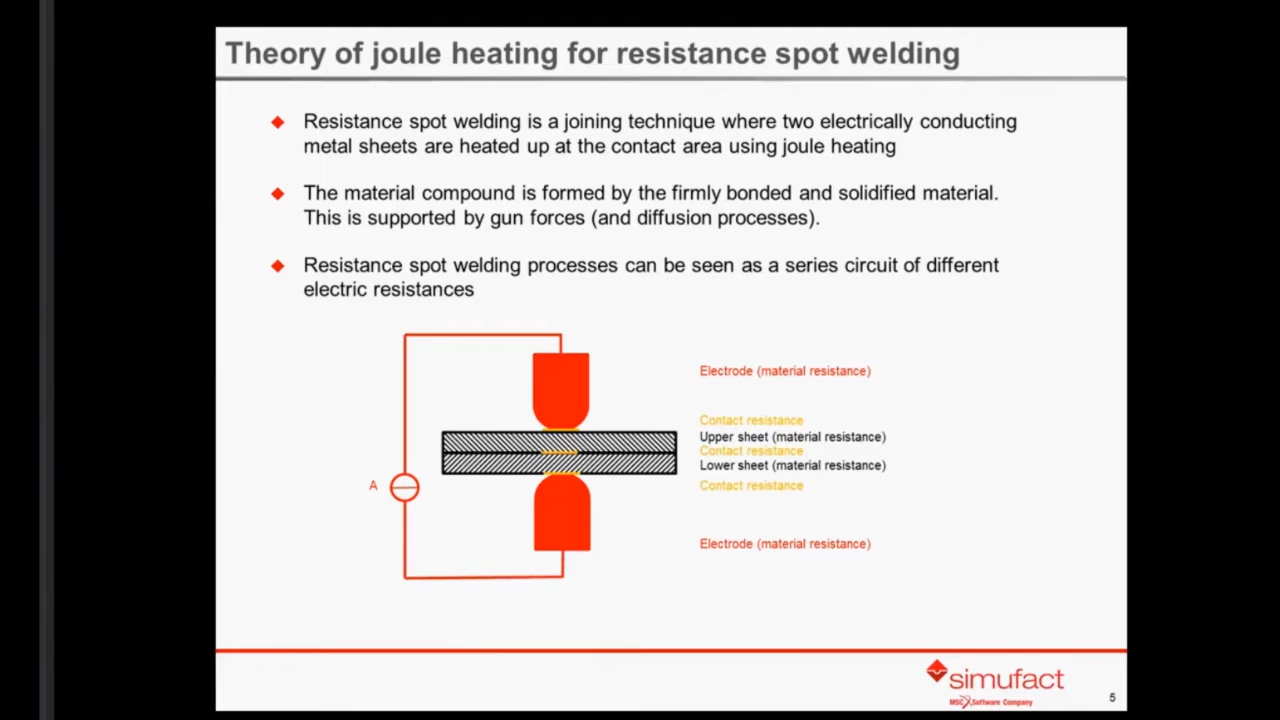 Theory of joule heating for resistance spot welding
Resistance spot welding is a joining technique where two electrically conducting
metal sheets are heated up at the contact area using joule heating
The material compound is formed by the firmly bonded and solidified material.
This is supported by gun forces (and diffusion processes).
Resistance spot welding processes can be seen as a series circuit of different
electric resistances
Electrode (material resistance)
Contact resistance
Upper sheet (material resistance)
Contact resistance
Lower sheet (material resistance)
A
Contact resistance
Electrode (material resistance)
simufact
MSC Software Company
5